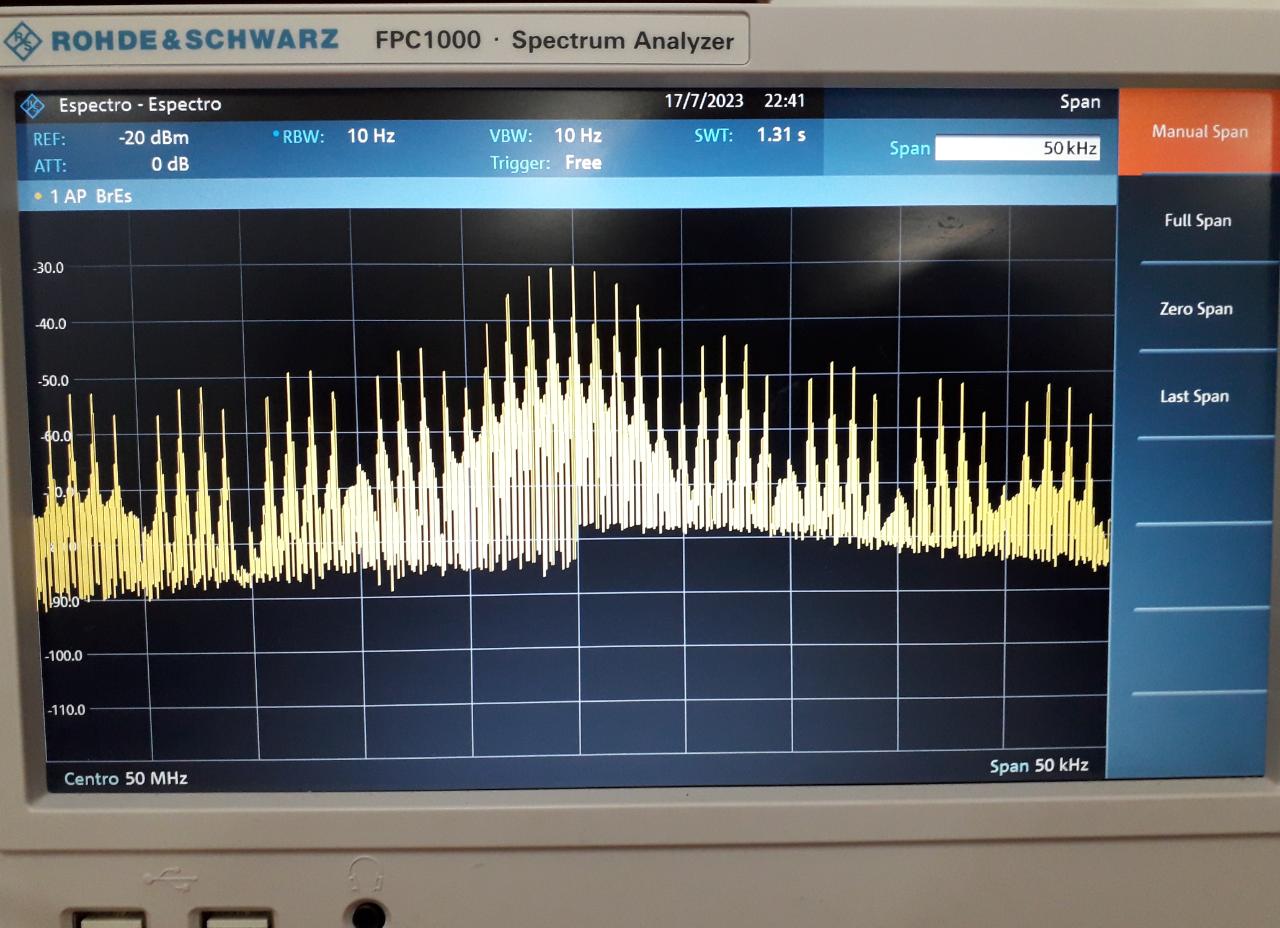 ROHDE&SCHWARZ FPC1000 · Spectrum Analyzer
Espectro - Espectro 17/7/2023 22:41 Span
REF: -20 dBm RBW: 10 Hz VBW: 10 Hz SWT: 1.31 s Span 50 kHz
ATT: 0 dB Trigger: Free
1 AP BrEs
Manual Span
Full Span
Zero Span
Last Span
-30.0
-40.0
-50.0
-60.0
-90.0
-100.0
-110.0
Centro 50 MHz Span 50 kHz